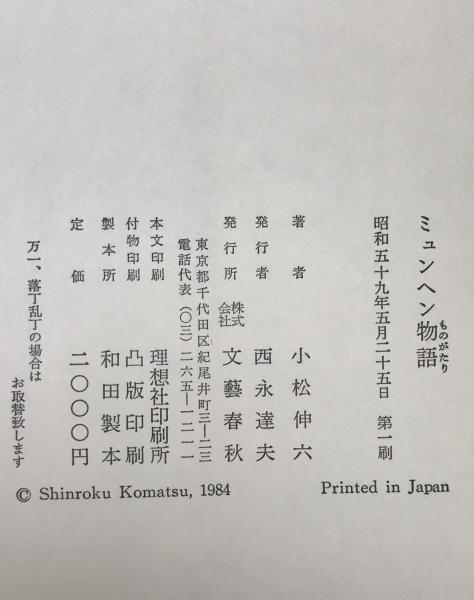 ミュンヘン物語
ものがたり
昭和五十九年五月二十五日 第一刷
著者 小松伸六
発行者 西永達夫
発行所 株式会社 文藝春秋
東京都千代田区紀尾井町三—二三
電話代表(〇三)二六五—一二一一
本文印刷 理想社印刷所
付物印刷 凸版印刷
製本所 和田製本
定価 二〇〇〇円
万一、落丁乱丁の場合は
お取替致します
© Shinroku Komatsu, 1984 Printed in Japan